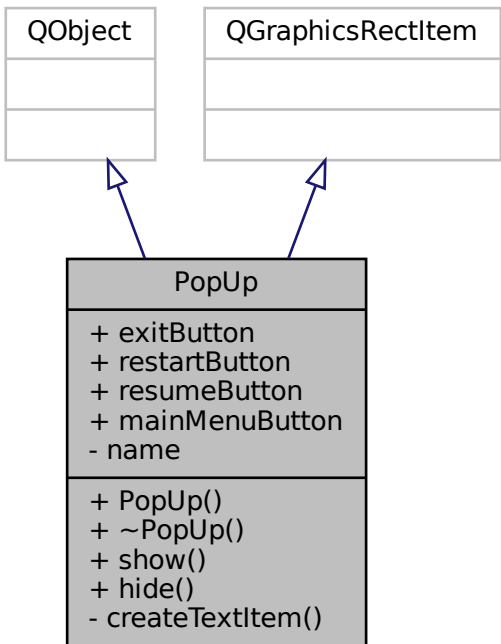 QObject
QGraphicsRectItem
PopUp
+ exitButton
+ restartButton
+ resumeButton
+ mainMenuButton
- name
+ PopUp()
+ ~PopUp()
+ show()
+ hide()
- createTextItem()